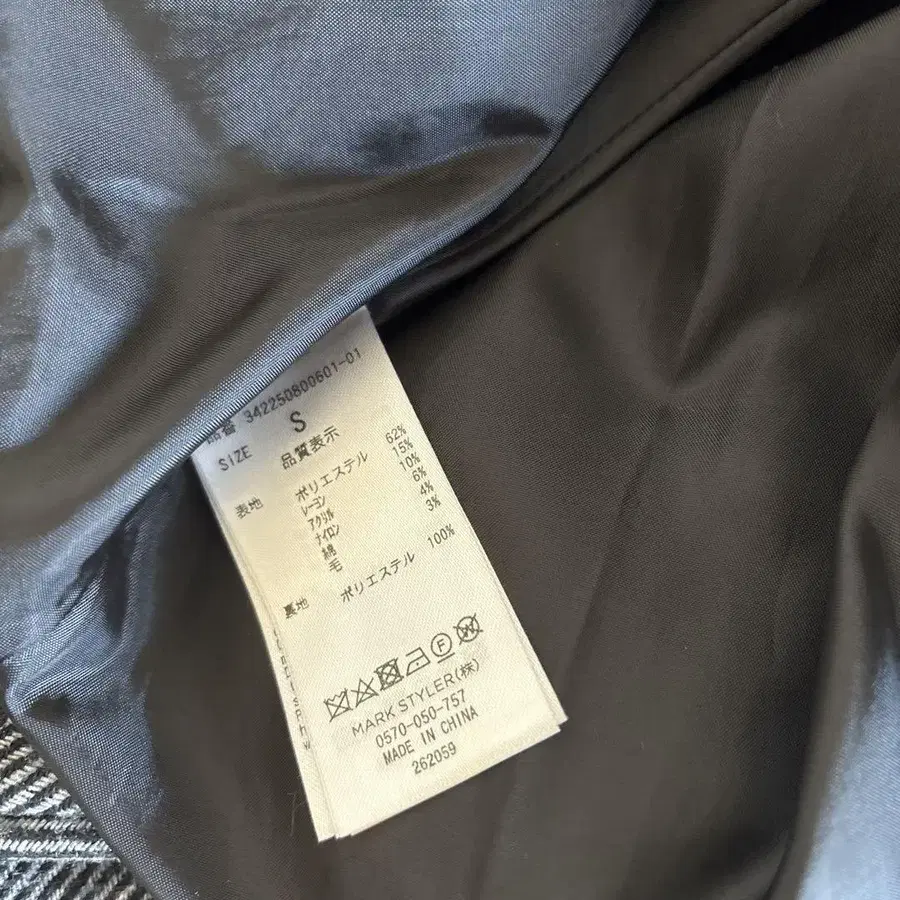 品番 342250800601-01
SIZE S
品質表示
表地 ポリエステル 62%
レーヨン 15%
アクリル 10%
ナイロン 6%
綿 4%
毛 3%
裏地 ポリエステル 100%
MARK STYLER(株)
0570-050-757
MADE IN CHINA
262059